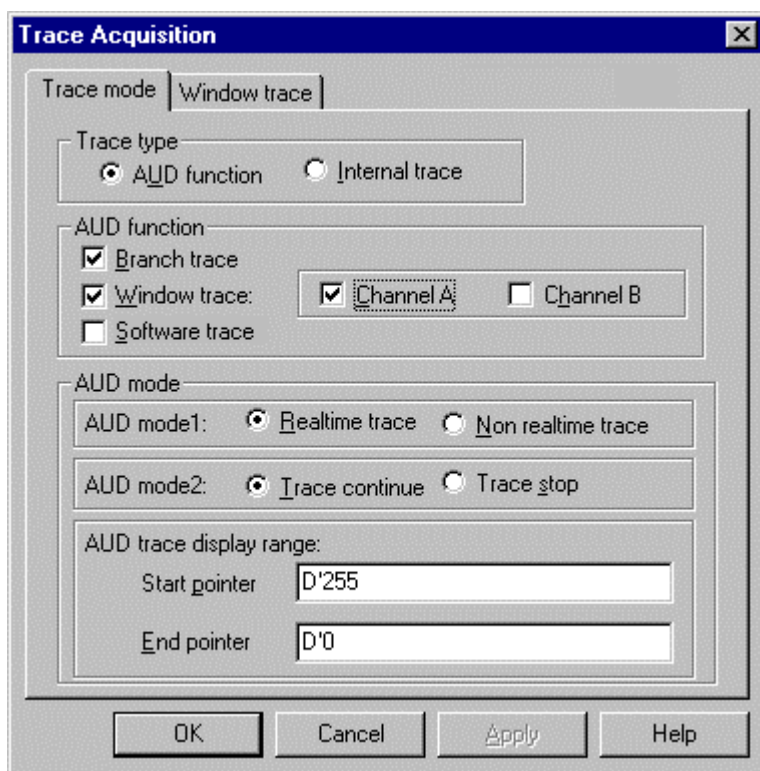 Trace Acquisition
Trace mode Window trace
Trace type
AUD function Internal trace
AUD function
Branch trace
Window trace: Channel A Channel B
Software trace
AUD mode
AUD mode1: Realtime trace Non realtime trace
AUD mode2: Trace continue Trace stop
AUD trace display range:
Start pointer D'255
End pointer D'0
OK Cancel Apply Help